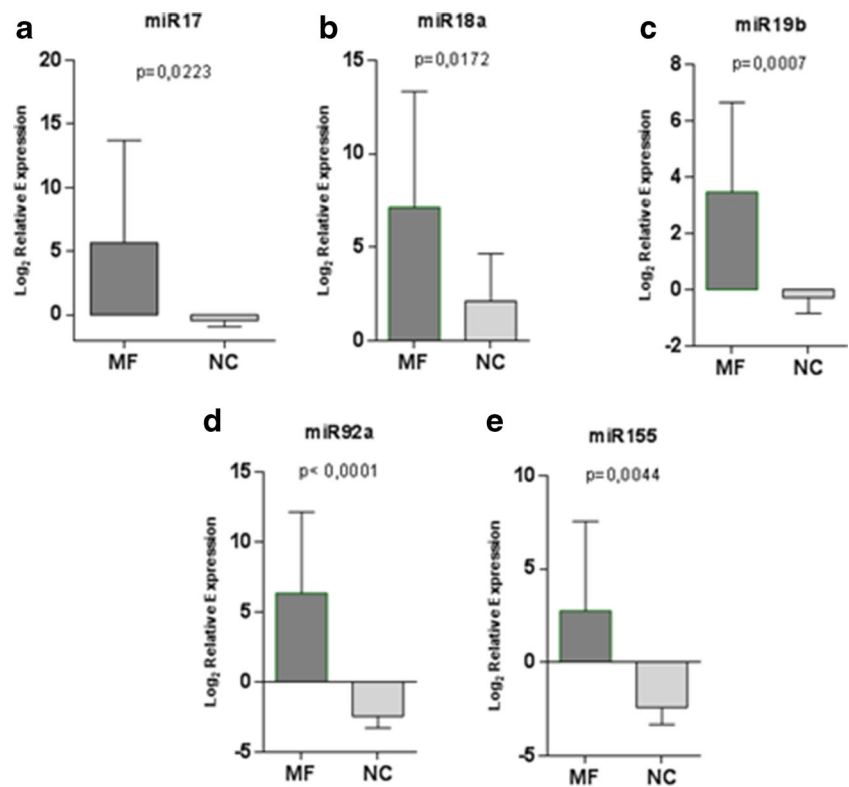 a
miR17
p=0,0223
Log2 Relative Expression
20
15
10
5
0
MF
NC
b
miR18a
p=0,0172
Log2 Relative Expression
15
10
5
0
MF
NC
c
miR19b
p=0,0007
Log2 Relative Expression
8
6
4
2
0
-2
MF
NC
d
miR92a
p< 0,0001
Log2 Relative Expression
15
10
5
0
-5
MF
NC
e
miR155
p=0,0044
Log2 Relative Expression
10
5
0
-5
MF
NC